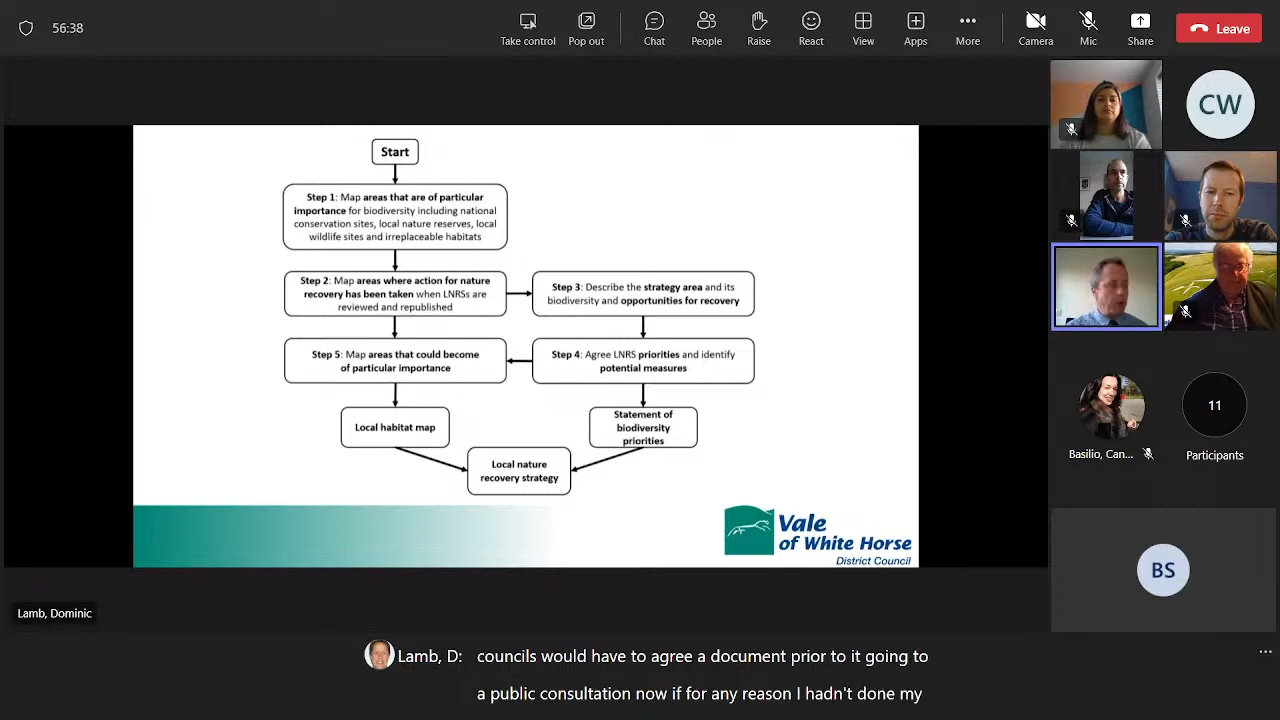 56:38
Take control
Pop out
Chat
People
Raise
React
View
Apps
More
Camera
Mic
Share
Leave
CW
Start
Step 1: Map areas that are of particular
importance for biodiversity including national
conservation sites, local nature reserves, local
wildlife sites and irreplaceable habitats
Step 2: Map areas where action for nature
recovery has been taken when LNRSs are
reviewed and republished
Step 3: Describe the strategy area and its
biodiversity and opportunities for recovery
Step 5: Map areas that could become
of particular importance
Step 4: Agree LNRS priorities and identify
potential measures
Local habitat map
Statement of
biodiversity
priorities
Local nature
recovery strategy
Vale
of White Horse
District Council
Basilio, Can...
11
Participants
BS
Lamb, Dominic
Lamb, D: councils would have to agree a document prior to it going to
a public consultation now if for any reason I hadn't done my